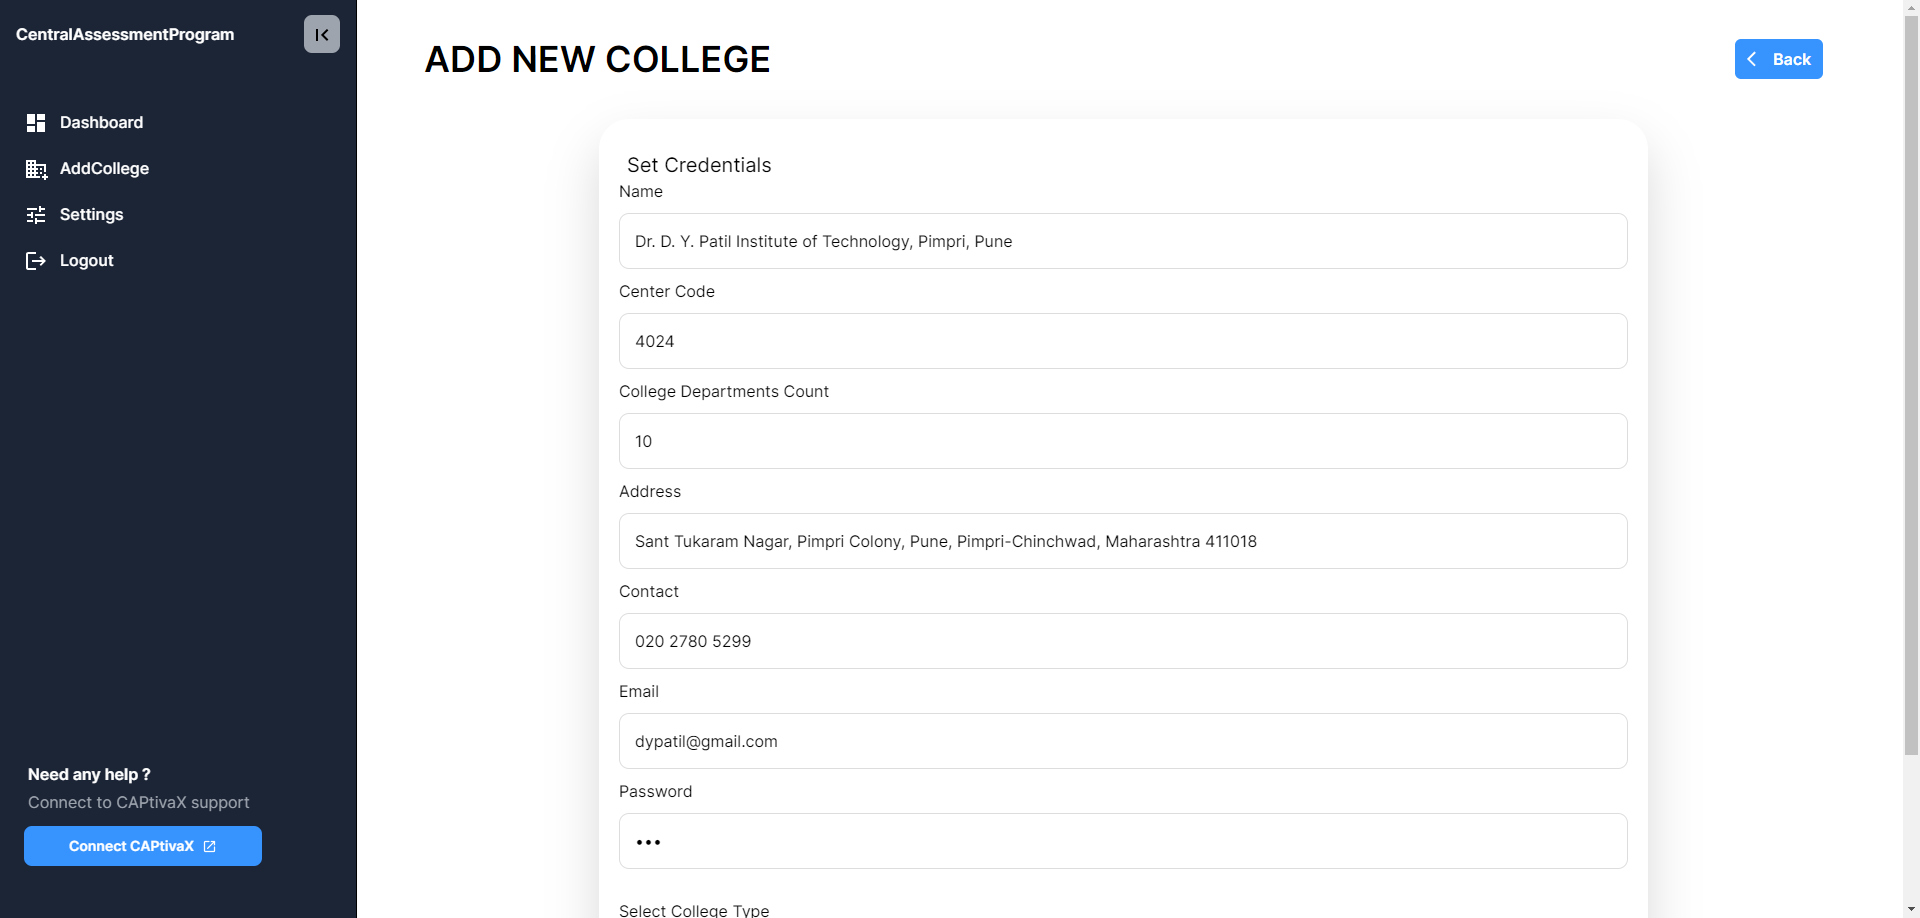 CentralAssessmentProgram
Dashboard
AddCollege
Settings
Logout
Need any help ?
Connect to CAPtivaX support
Connect CAPtivaX
ADD NEW COLLEGE
Back
Set Credentials
Name
Dr. D. Y. Patil Institute of Technology, Pimpri, Pune
Center Code
4024
College Departments Count
10
Address
Sant Tukaram Nagar, Pimpri Colony, Pune, Pimpri-Chinchwad, Maharashtra 411018
Contact
020 2780 5299
Email
dypatil@gmail.com
Password
•••
Select College Type